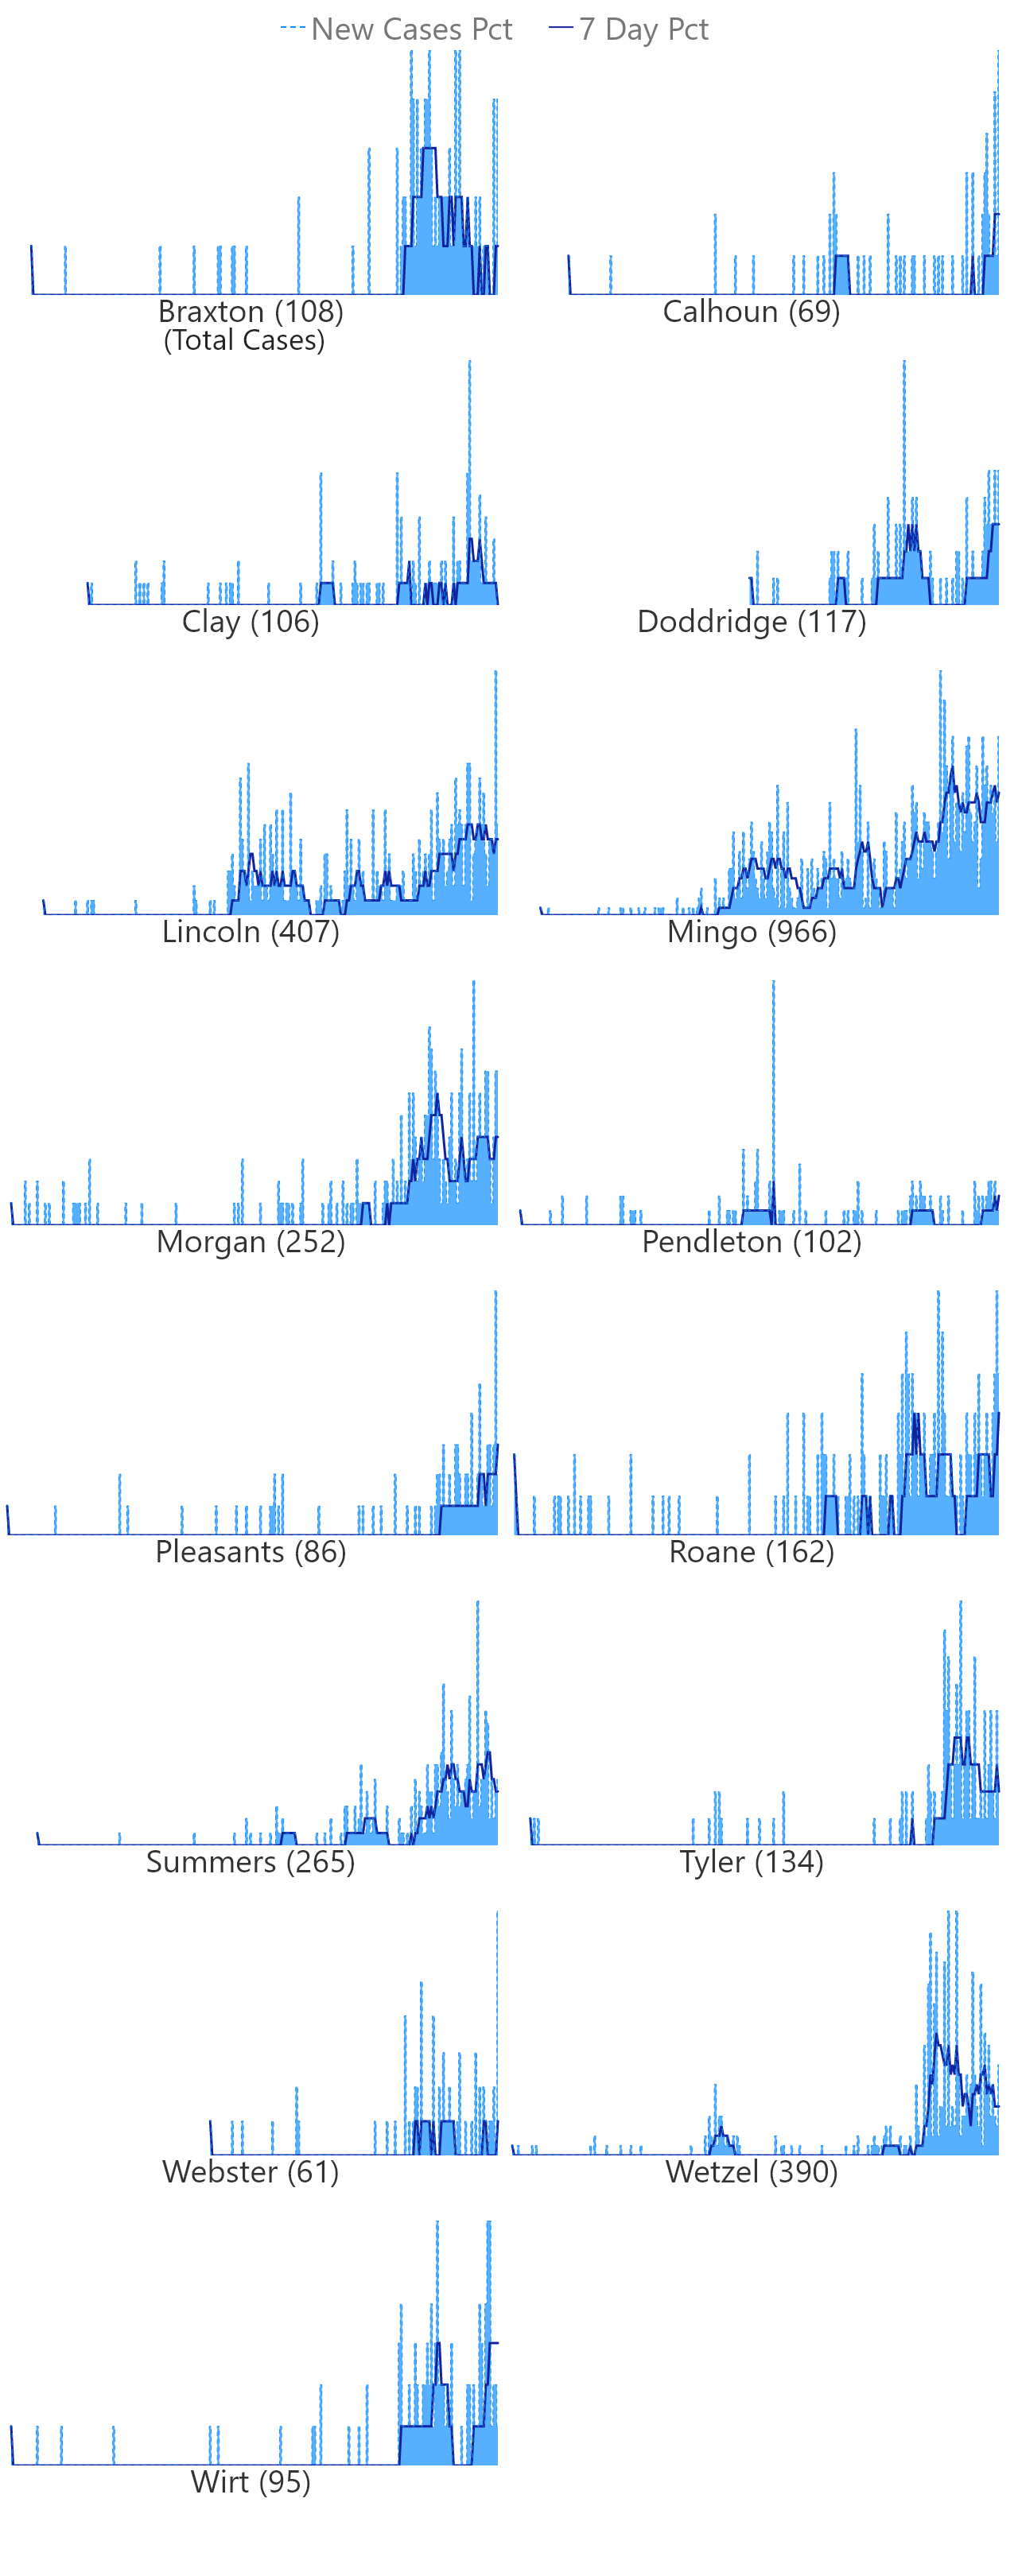 New Cases Pct 7 Day Pct
Braxton (108)
(Total Cases)
Calhoun (69)
Clay (106)
Doddridge (117)
Lincoln (407)
Mingo (966)
Morgan (252)
Pendleton (102)
Pleasants (86)
Roane (162)
Summers (265)
Tyler (134)
Webster (61)
Wetzel (390)
Wirt (95)